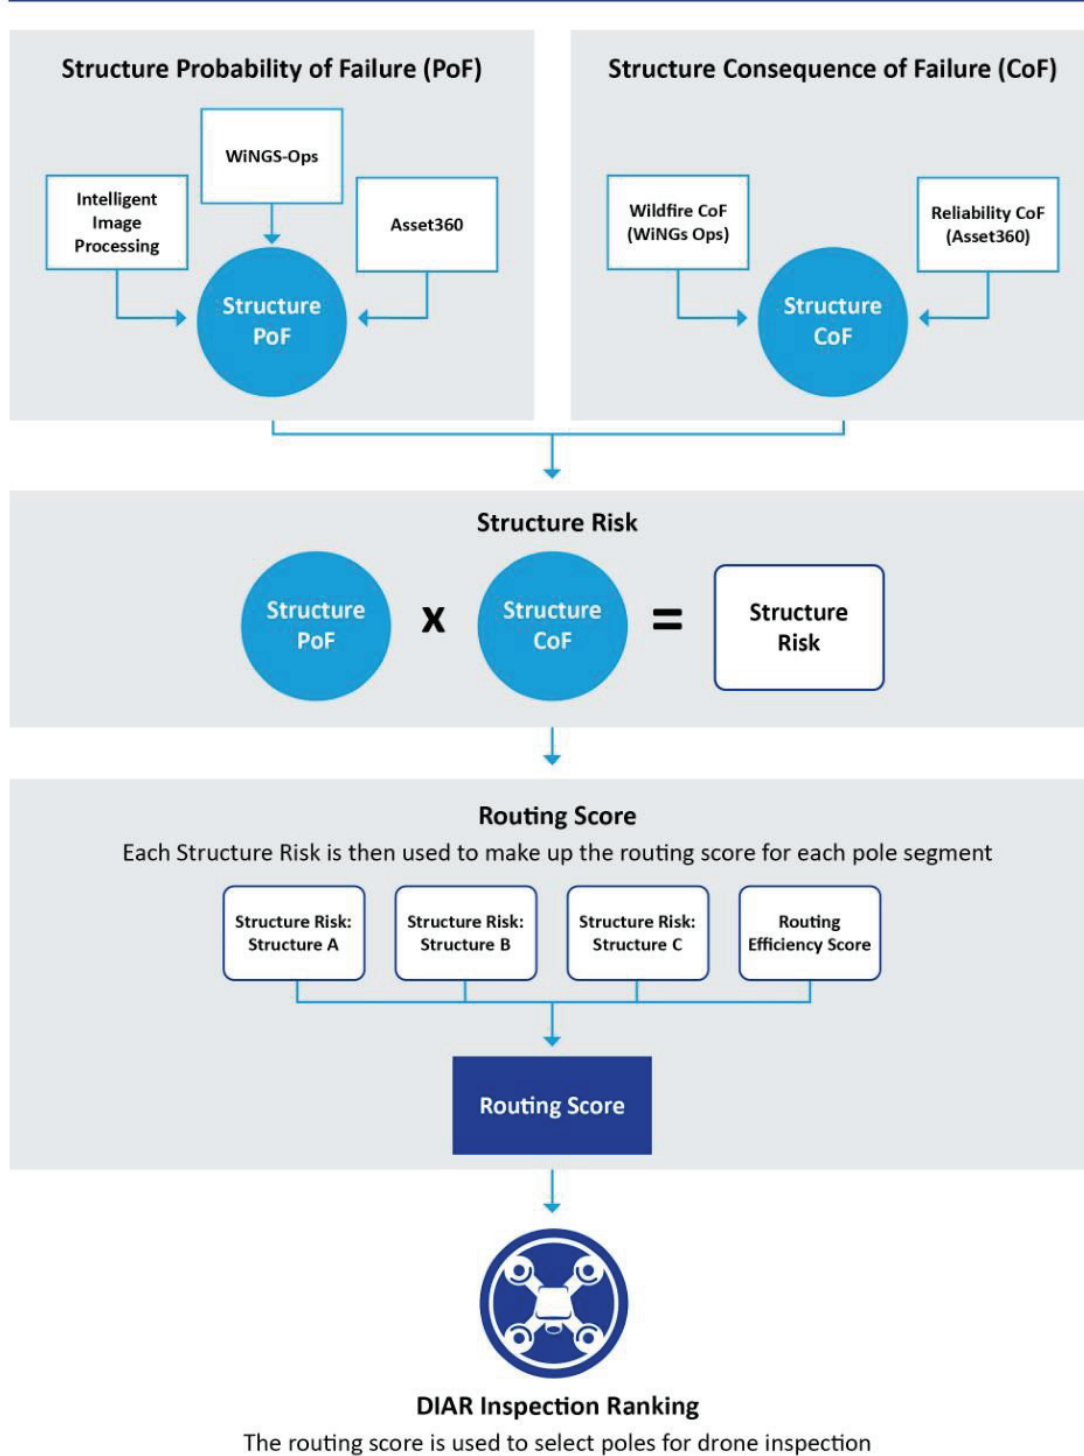 Structure Probability of Failure (PoF)
WiNGS-Ops
Intelligent
Image
Processing
Asset360
Structure
PoF
Structure Consequence of Failure (CoF)
Wildfire CoF
(WiNGs Ops)
Reliability CoF
(Asset360)
Structure
CoF
Structure Risk
Structure
PoF
x
Structure
CoF
=
Structure
Risk
Routing Score
Each Structure Risk is then used to make up the routing score for each pole segment
Structure Risk:
Structure A
Structure Risk:
Structure B
Structure Risk:
Structure C
Routing
Efficiency Score
Routing Score
DIAR Inspection Ranking
The routing score is used to select poles for drone inspection